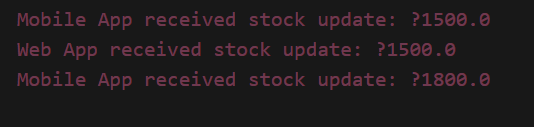 Mobile App received stock update: ?1500.0
Web App received stock update: ?1500.0
Mobile App received stock update: ?1800.0